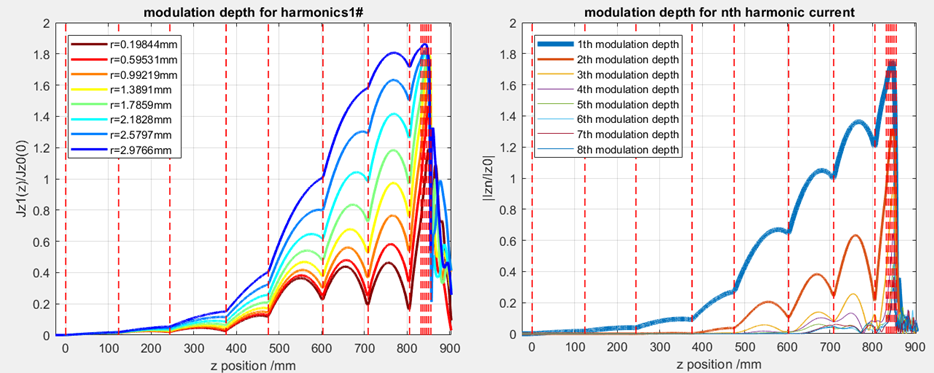 modulation depth for harmonics1#
Jz1(z)/Jz0(0)
2
1.8
1.6
1.4
1.2
1
0.8
0.6
0.4
0.2
0
r=0.19844mm
r=0.59531mm
r=0.99219mm
r=1.3891mm
r=1.7859mm
r=2.1828mm
r=2.5797mm
r=2.9766mm
0 100 200 300 400 500 600 700 800 900
z position /mm
modulation depth for nth harmonic current
|Izn/Iz0|
2
1.8
1.6
1.4
1.2
1
0.8
0.6
0.4
0.2
0
1th modulation depth
2th modulation depth
3th modulation depth
4th modulation depth
5th modulation depth
6th modulation depth
7th modulation depth
8th modulation depth
0 100 200 300 400 500 600 700 800 900
z position /mm